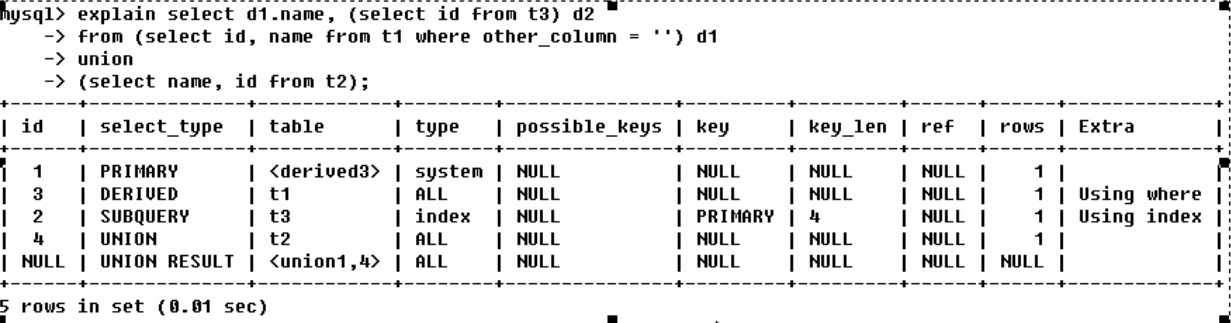 mysql> explain select d1.name, (select id from t3) d2
    -> from (select id, name from t1 where other_column = '') d1
    -> union
    -> (select name, id from t2);
+------+--------------+------------+--------+---------------+---------+---------+------+------+-------------+
| id   | select_type  | table      | type   | possible_keys | key     | key_len | ref  | rows | Extra       |
+------+--------------+------------+--------+---------------+---------+---------+------+------+-------------+
|  1   | PRIMARY      | <derived3> | system | NULL          | NULL    | NULL    | NULL |    1 |             |
|  3   | DERIVED      | t1         | ALL    | NULL          | NULL    | NULL    | NULL |    1 | Using where |
|  2   | SUBQUERY     | t3         | index  | NULL          | PRIMARY | 4       | NULL |    1 | Using index |
|  4   | UNION        | t2         | ALL    | NULL          | NULL    | NULL    | NULL |    1 |             |
| NULL | UNION RESULT | <union1,4> | ALL    | NULL          | NULL    | NULL    | NULL | NULL |             |
+------+--------------+------------+--------+---------------+---------+---------+------+------+-------------+
5 rows in set (0.01 sec)